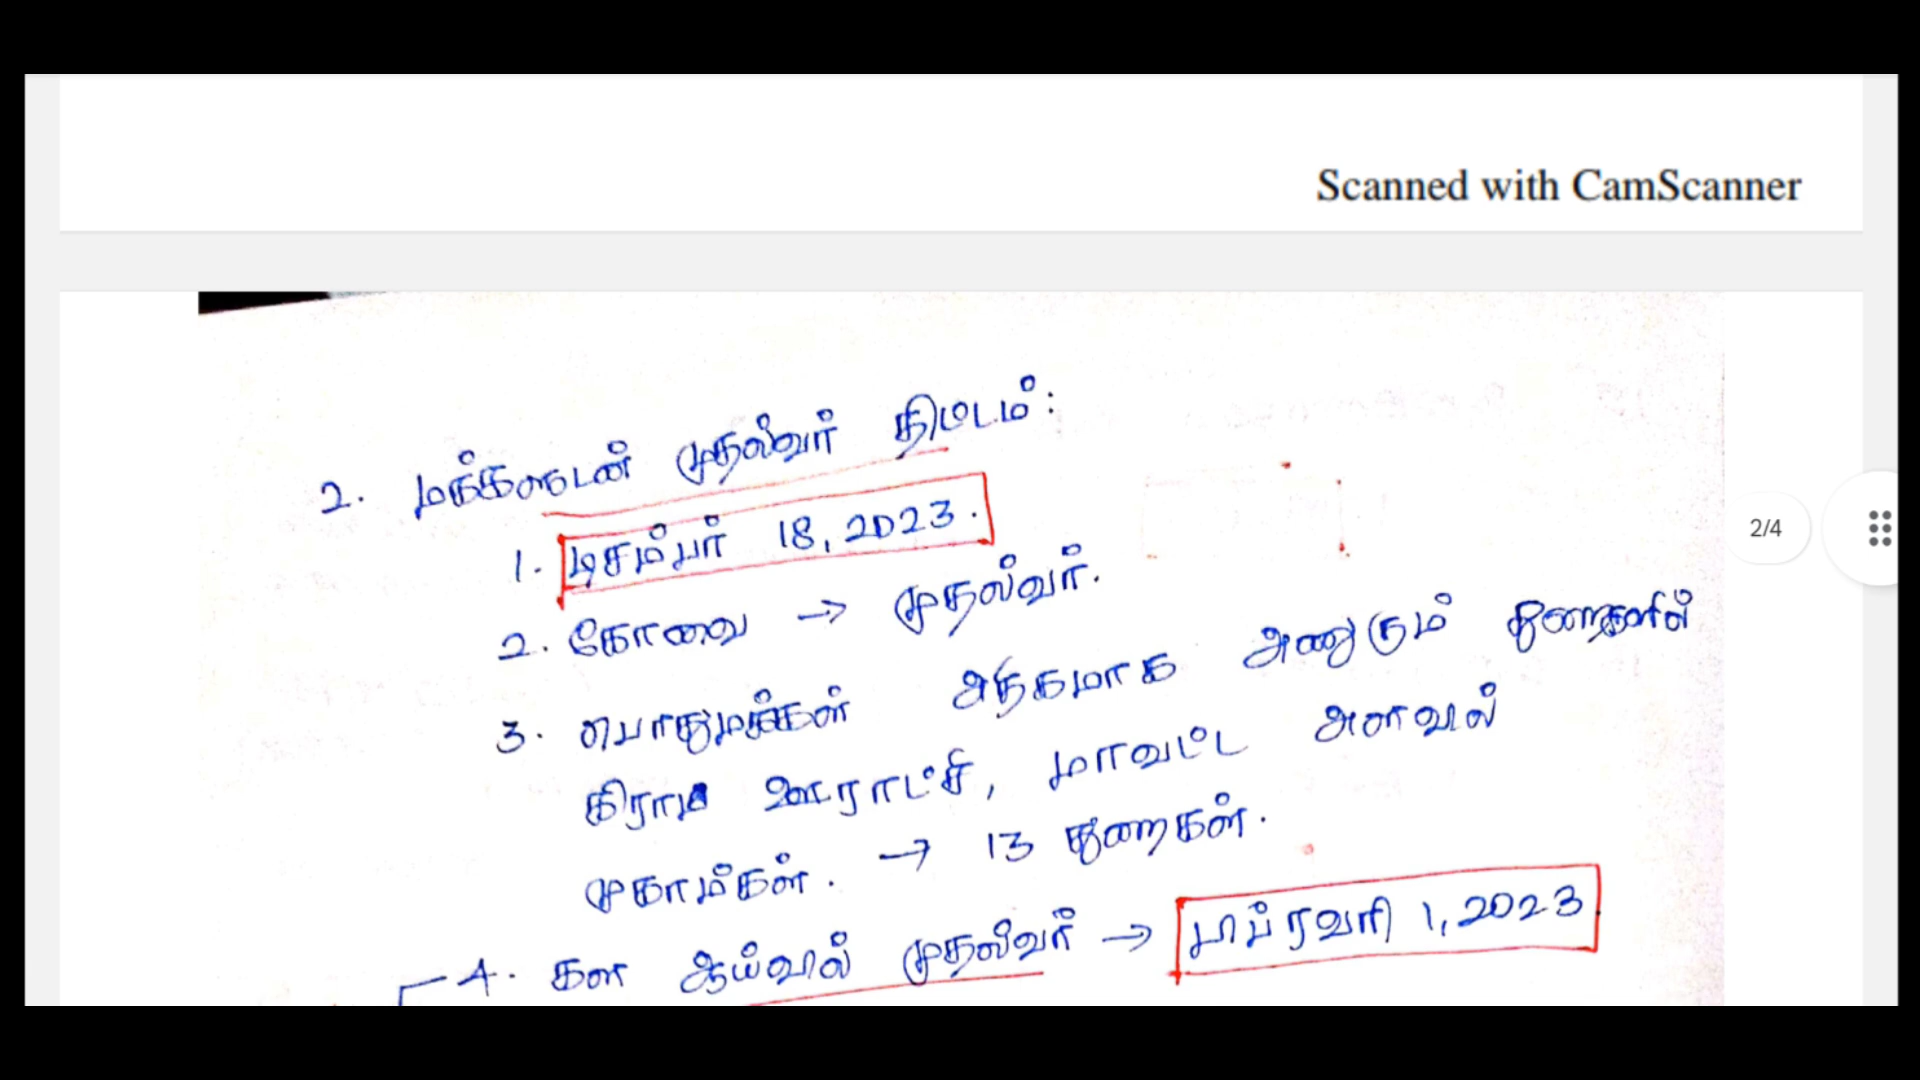 Scanned with CamScanner
2. மக்களுடன் முதல்வர் திட்டம்:
1. டிசம்பர் 18, 2023.
2. கோவை → முதல்வர்.
3. பொதுமக்கள் அதிகமாக அணுகும் துறைகளில்
கிராம ஊராட்சி, மாவட்ட அளவில்
முகாம்கள். → 13 துறைகள்.
4. கள ஆய்வில் முதல்வர் → பிப்ரவரி 1, 2023
2/4